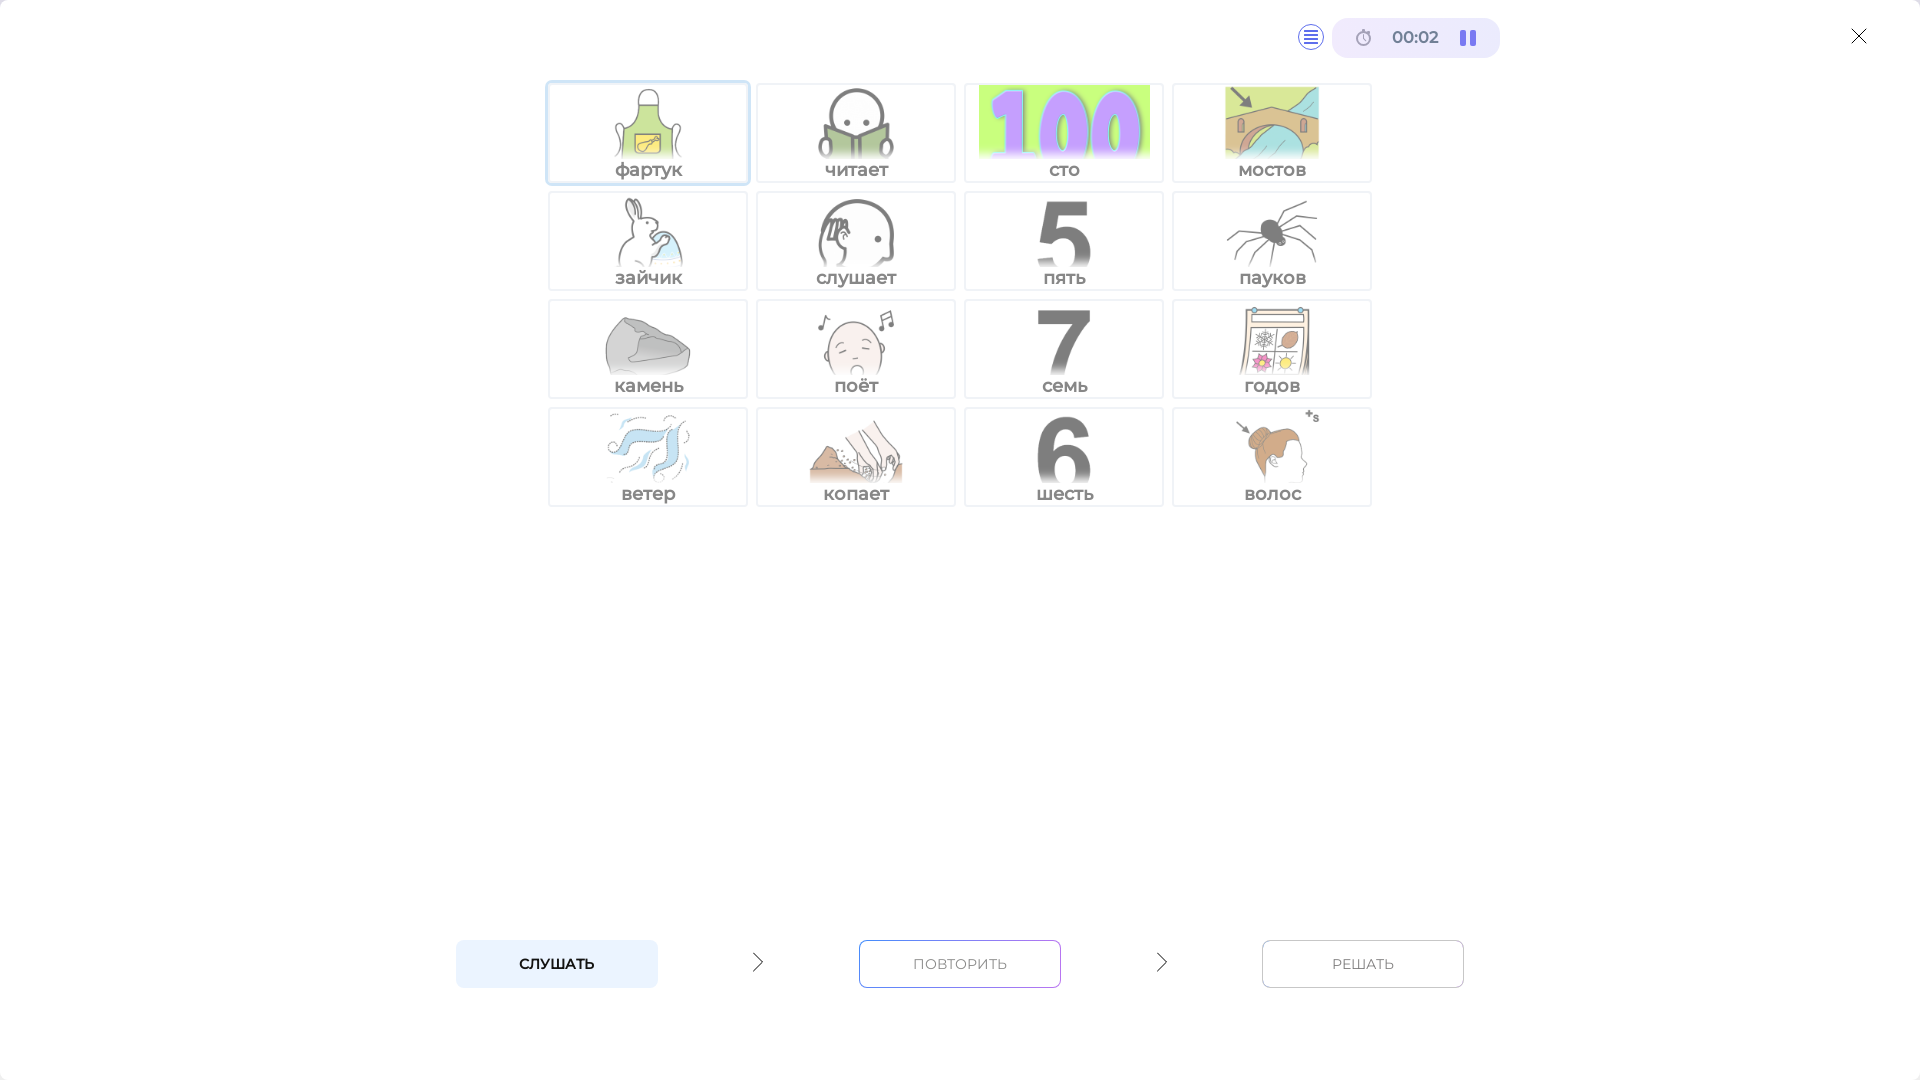 00:02
100
фартук
читает
сто
мостов
5
зайчик
слушает
пять
пауков
7
камень
поёт
семь
годов
6
+s
ветер
копает
шесть
волос
СЛУШАТЬ
ПОВТОРИТЬ
РЕШАТЬ